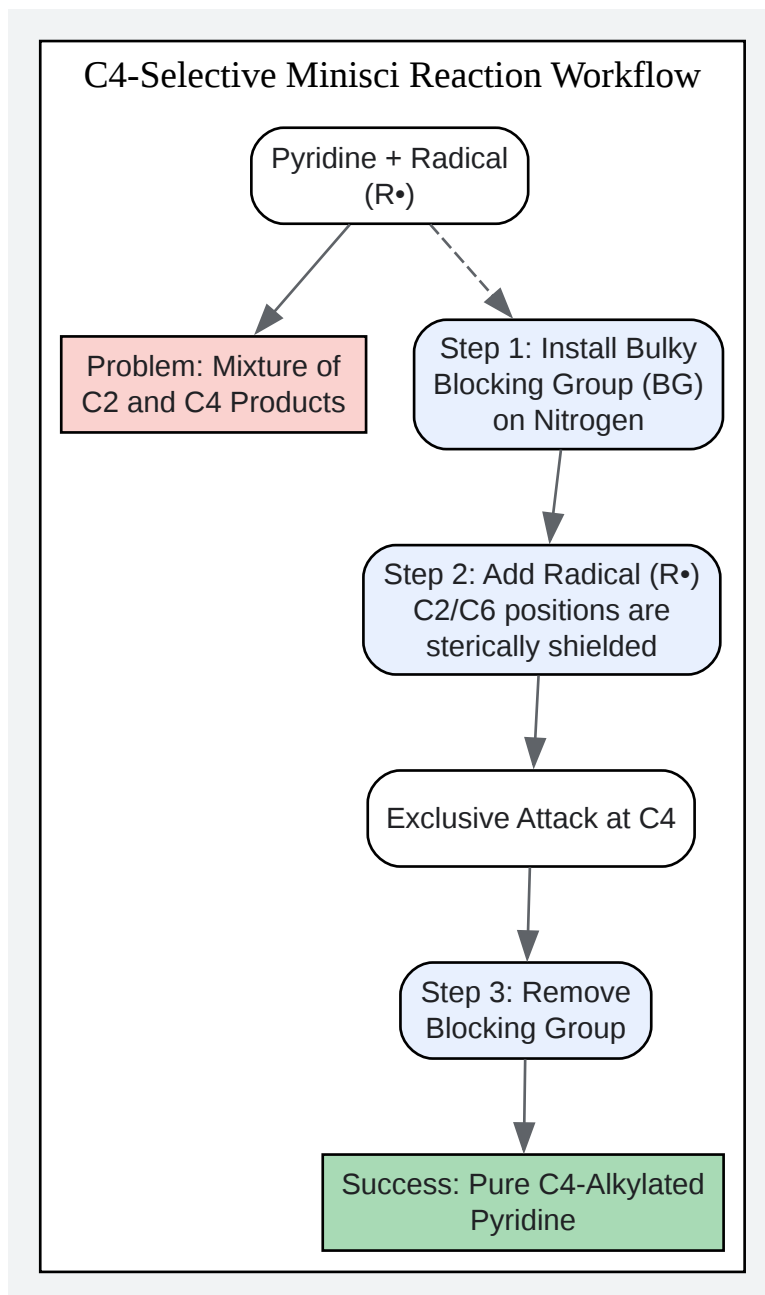 C4-Selective Minisci Reaction Workflow
Pyridine + Radical
(R•)
Problem: Mixture of
C2 and C4 Products
Step 1: Install Bulky
Blocking Group (BG)
on Nitrogen
Step 2: Add Radical (R•)
C2/C6 positions are
sterically shielded
Exclusive Attack at C4
Step 3: Remove
Blocking Group
Success: Pure C4-Alkylated
Pyridine